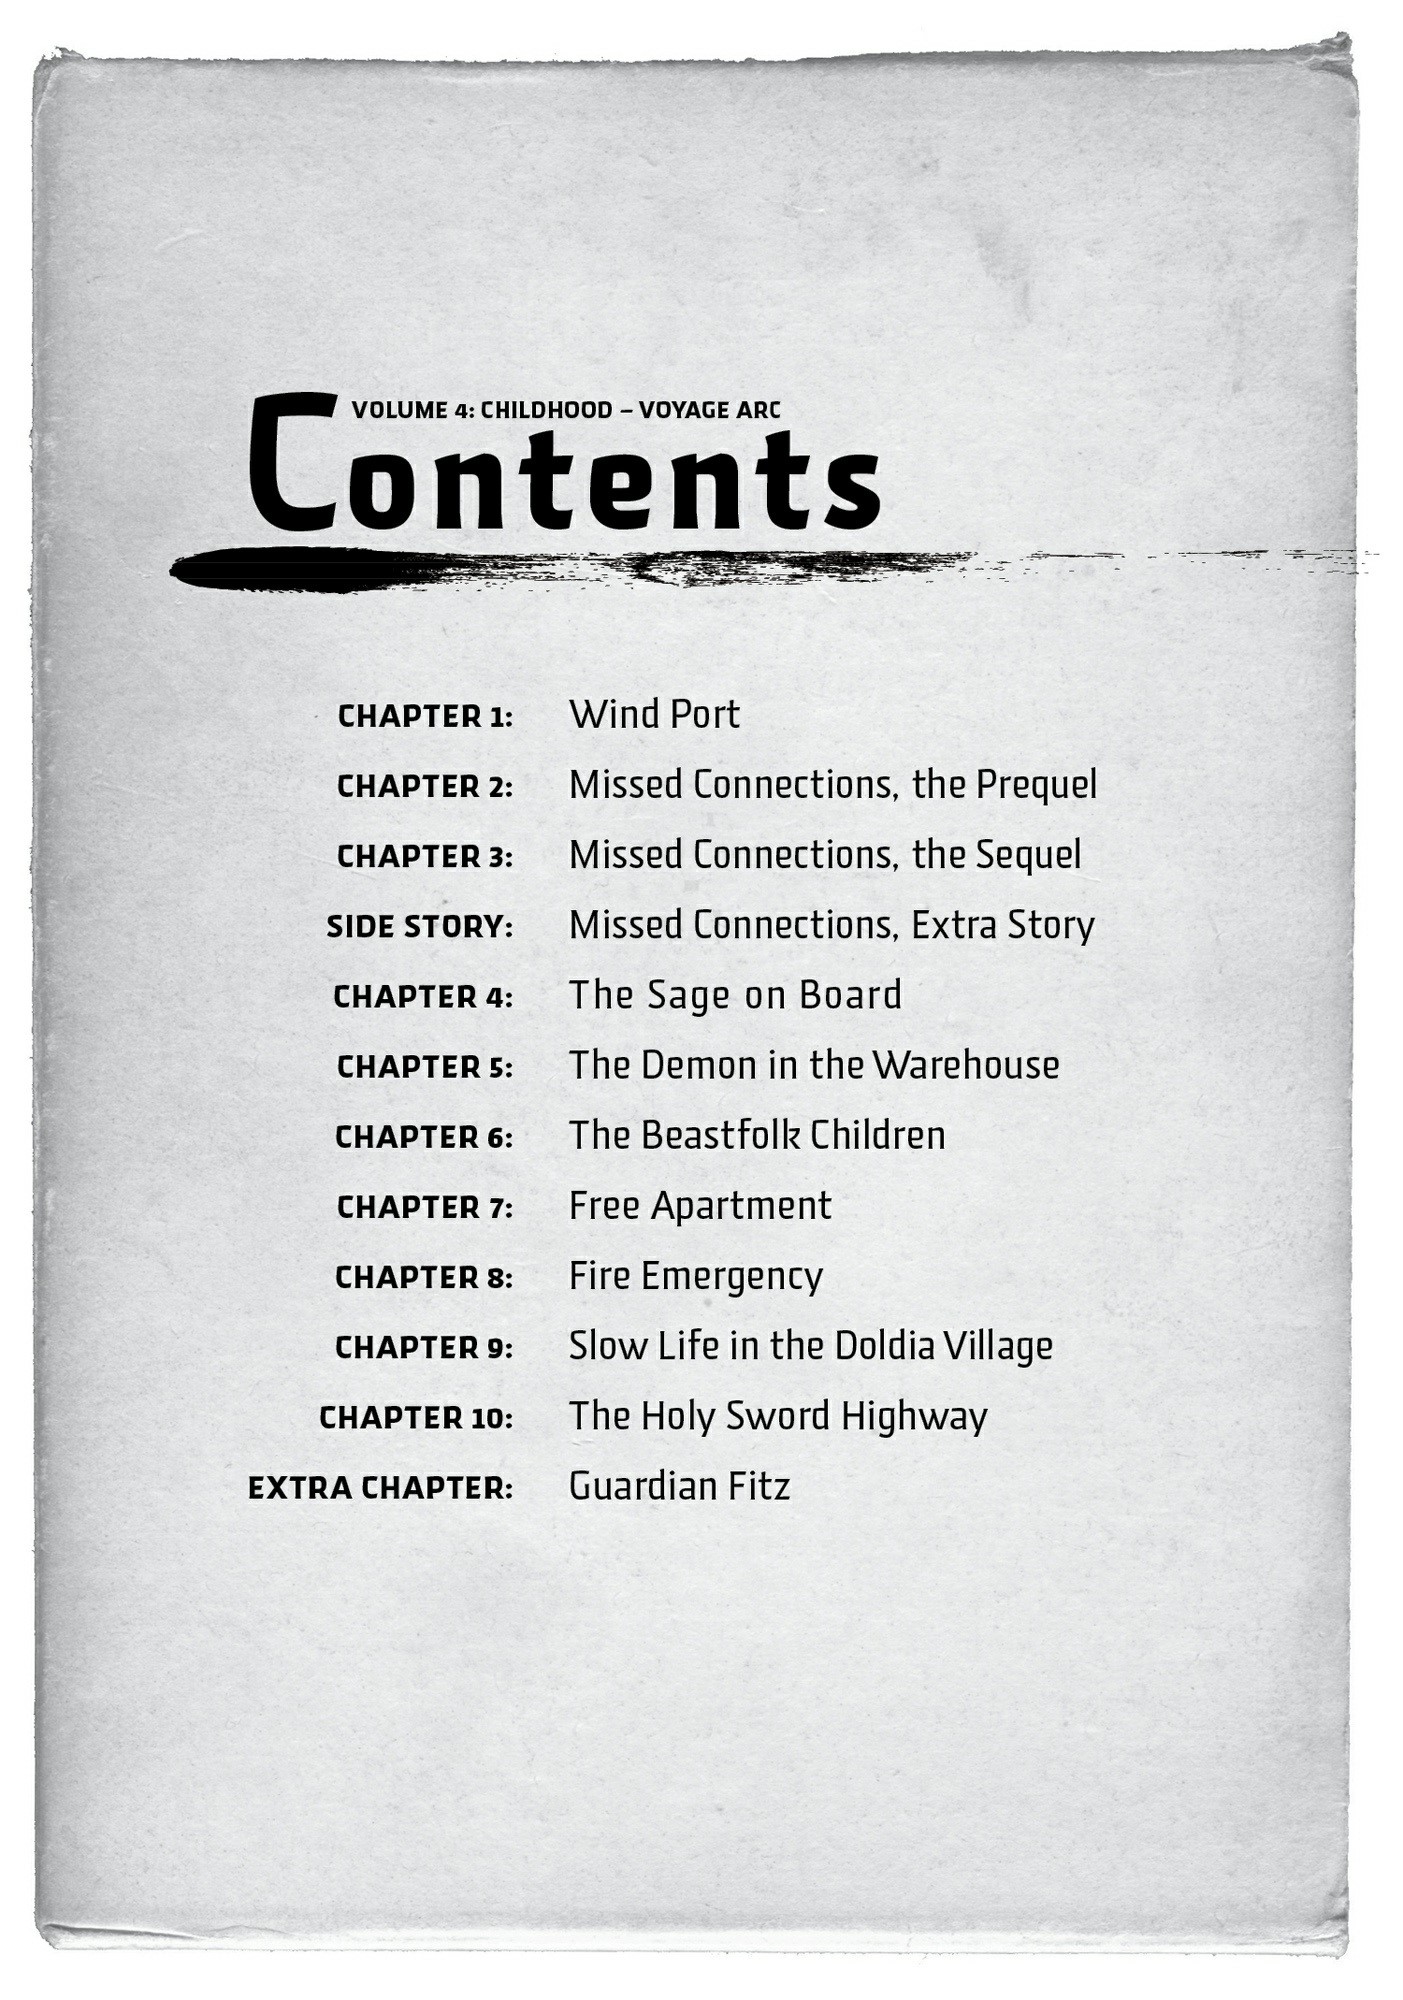 VOLUME 4: CHILDHOOD – VOYAGE ARC
Contents
CHAPTER 1: Wind Port
CHAPTER 2: Missed Connections, the Prequel
CHAPTER 3: Missed Connections, the Sequel
SIDE STORY: Missed Connections, Extra Story
CHAPTER 4: The Sage on Board
CHAPTER 5: The Demon in the Warehouse
CHAPTER 6: The Beastfolk Children
CHAPTER 7: Free Apartment
CHAPTER 8: Fire Emergency
CHAPTER 9: Slow Life in the Doldia Village
CHAPTER 10: The Holy Sword Highway
EXTRA CHAPTER: Guardian Fitz